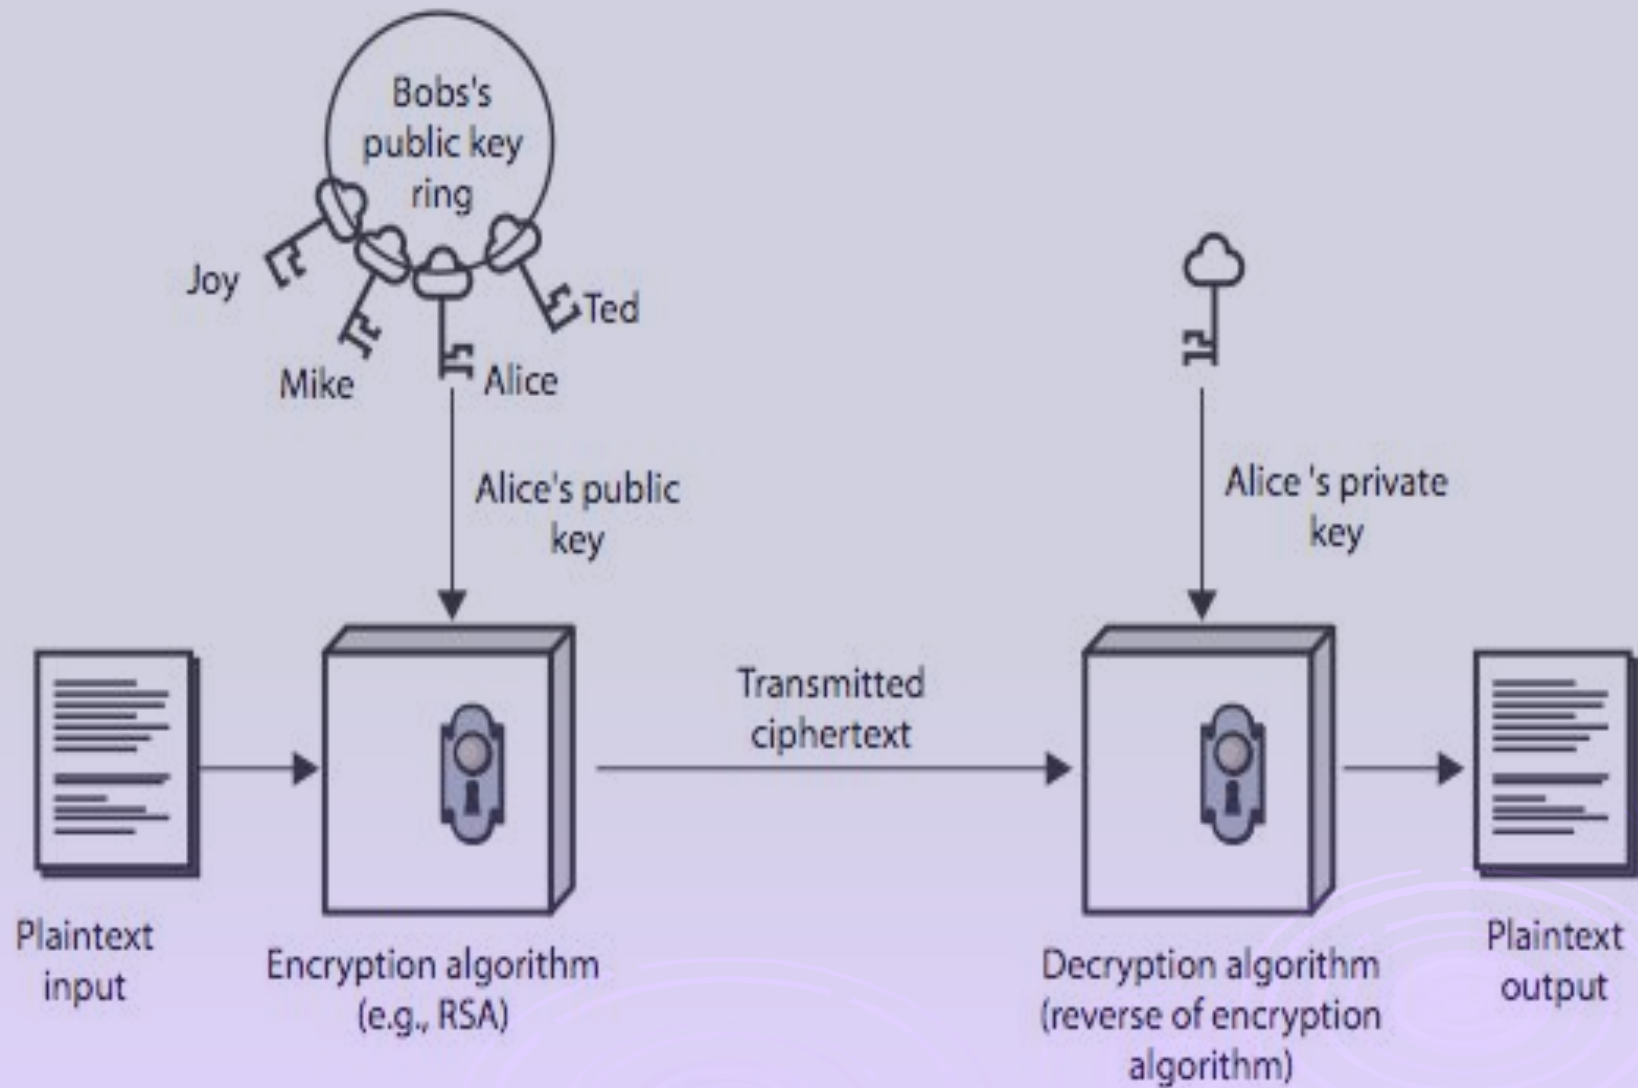 Bobs's
public key
ring
Joy
Ted
Mike
Alice
Alice's public
key
Alice 's private
key
Transmitted
ciphertext
Plaintext
input
Encryption algorithm
(e.g., RSA)
Decryption algorithm
(reverse of encryption
algorithm)
Plaintext
output